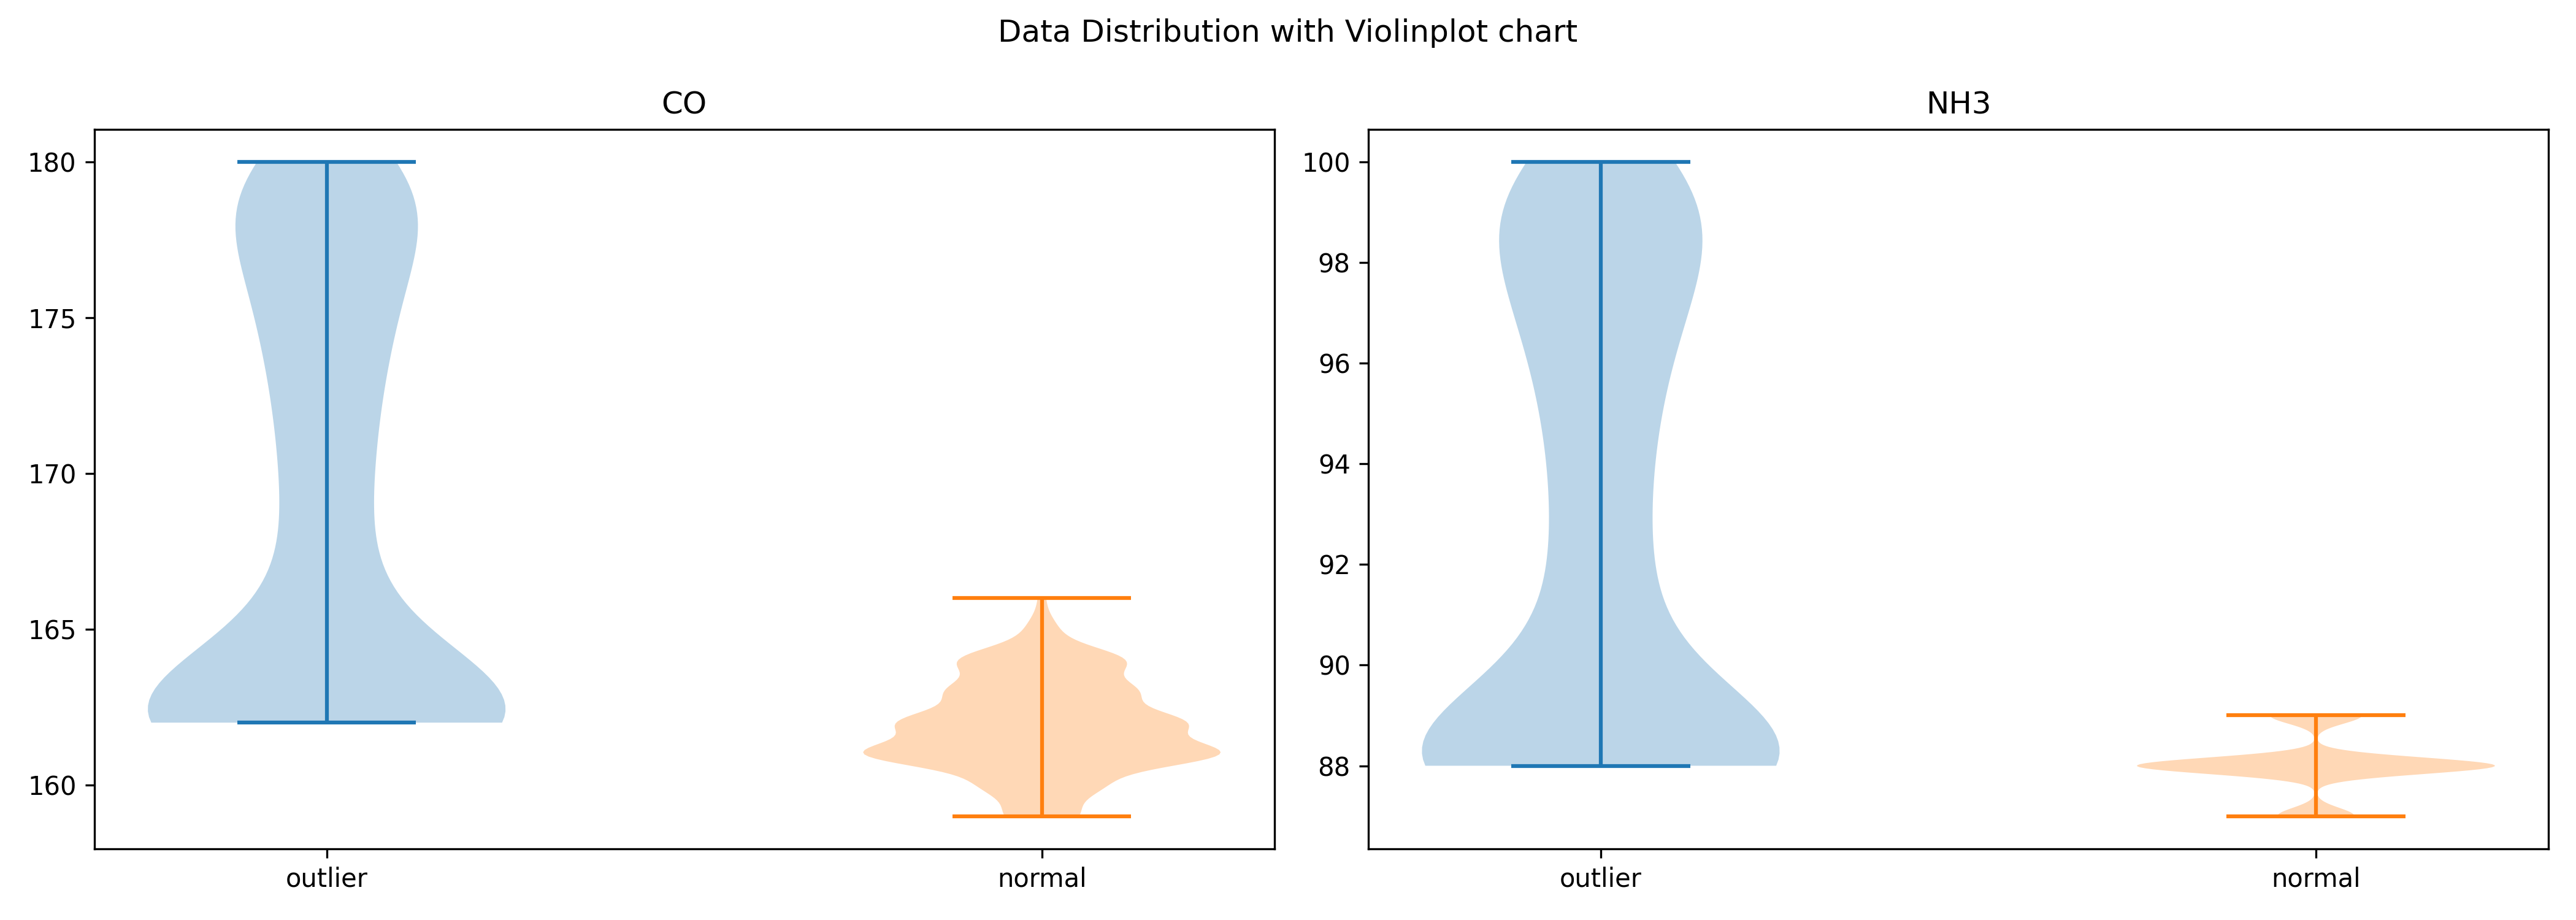 Data Distribution with Violinplot chart
CO
180
175
170
165
160
outlier
normal
NH3
100
98
96
94
92
90
88
outlier
normal